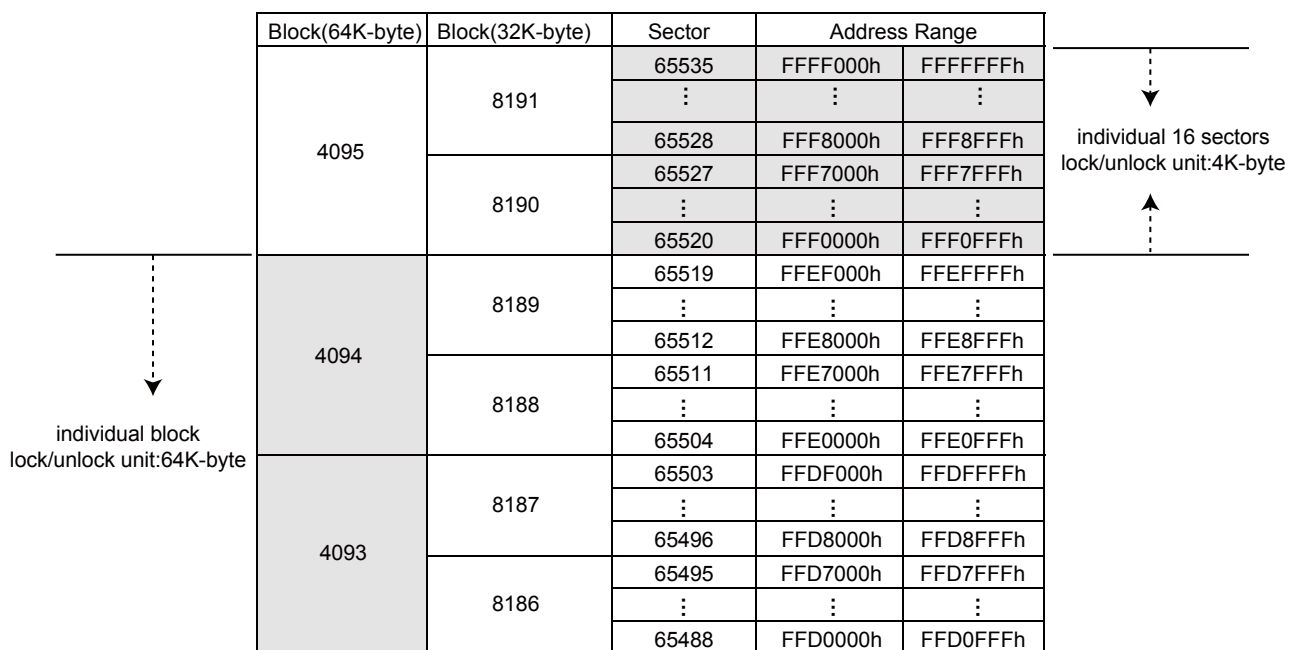 Block(64K-byte) Block(32K-byte) Sector Address Range
4095 8191 65535 FFFF000h FFFFFFFh
⋮ ⋮ ⋮
65528 FFF8000h FFF8FFFh
8190 65527 FFF7000h FFF7FFFh
⋮ ⋮ ⋮
65520 FFF0000h FFF0FFFh
individual 16 sectors
lock/unlock unit:4K-byte
4094 8189 65519 FFEF000h FFEFFFFh
⋮ ⋮ ⋮
65512 FFE8000h FFE8FFFh
8188 65511 FFE7000h FFE7FFFh
⋮ ⋮ ⋮
65504 FFE0000h FFE0FFFh
individual block
lock/unlock unit:64K-byte
4093 8187 65503 FFDF000h FFDFFFFh
⋮ ⋮ ⋮
65496 FFD8000h FFD8FFFh
8186 65495 FFD7000h FFD7FFFh
⋮ ⋮ ⋮
65488 FFD0000h FFD0FFFh